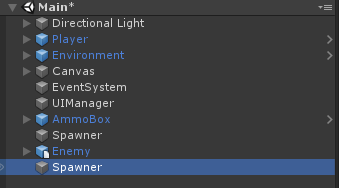 Main*
Directional Light
Player
Environment
Canvas
EventSystem
UIManager
AmmoBox
Spawner
Enemy
Spawner